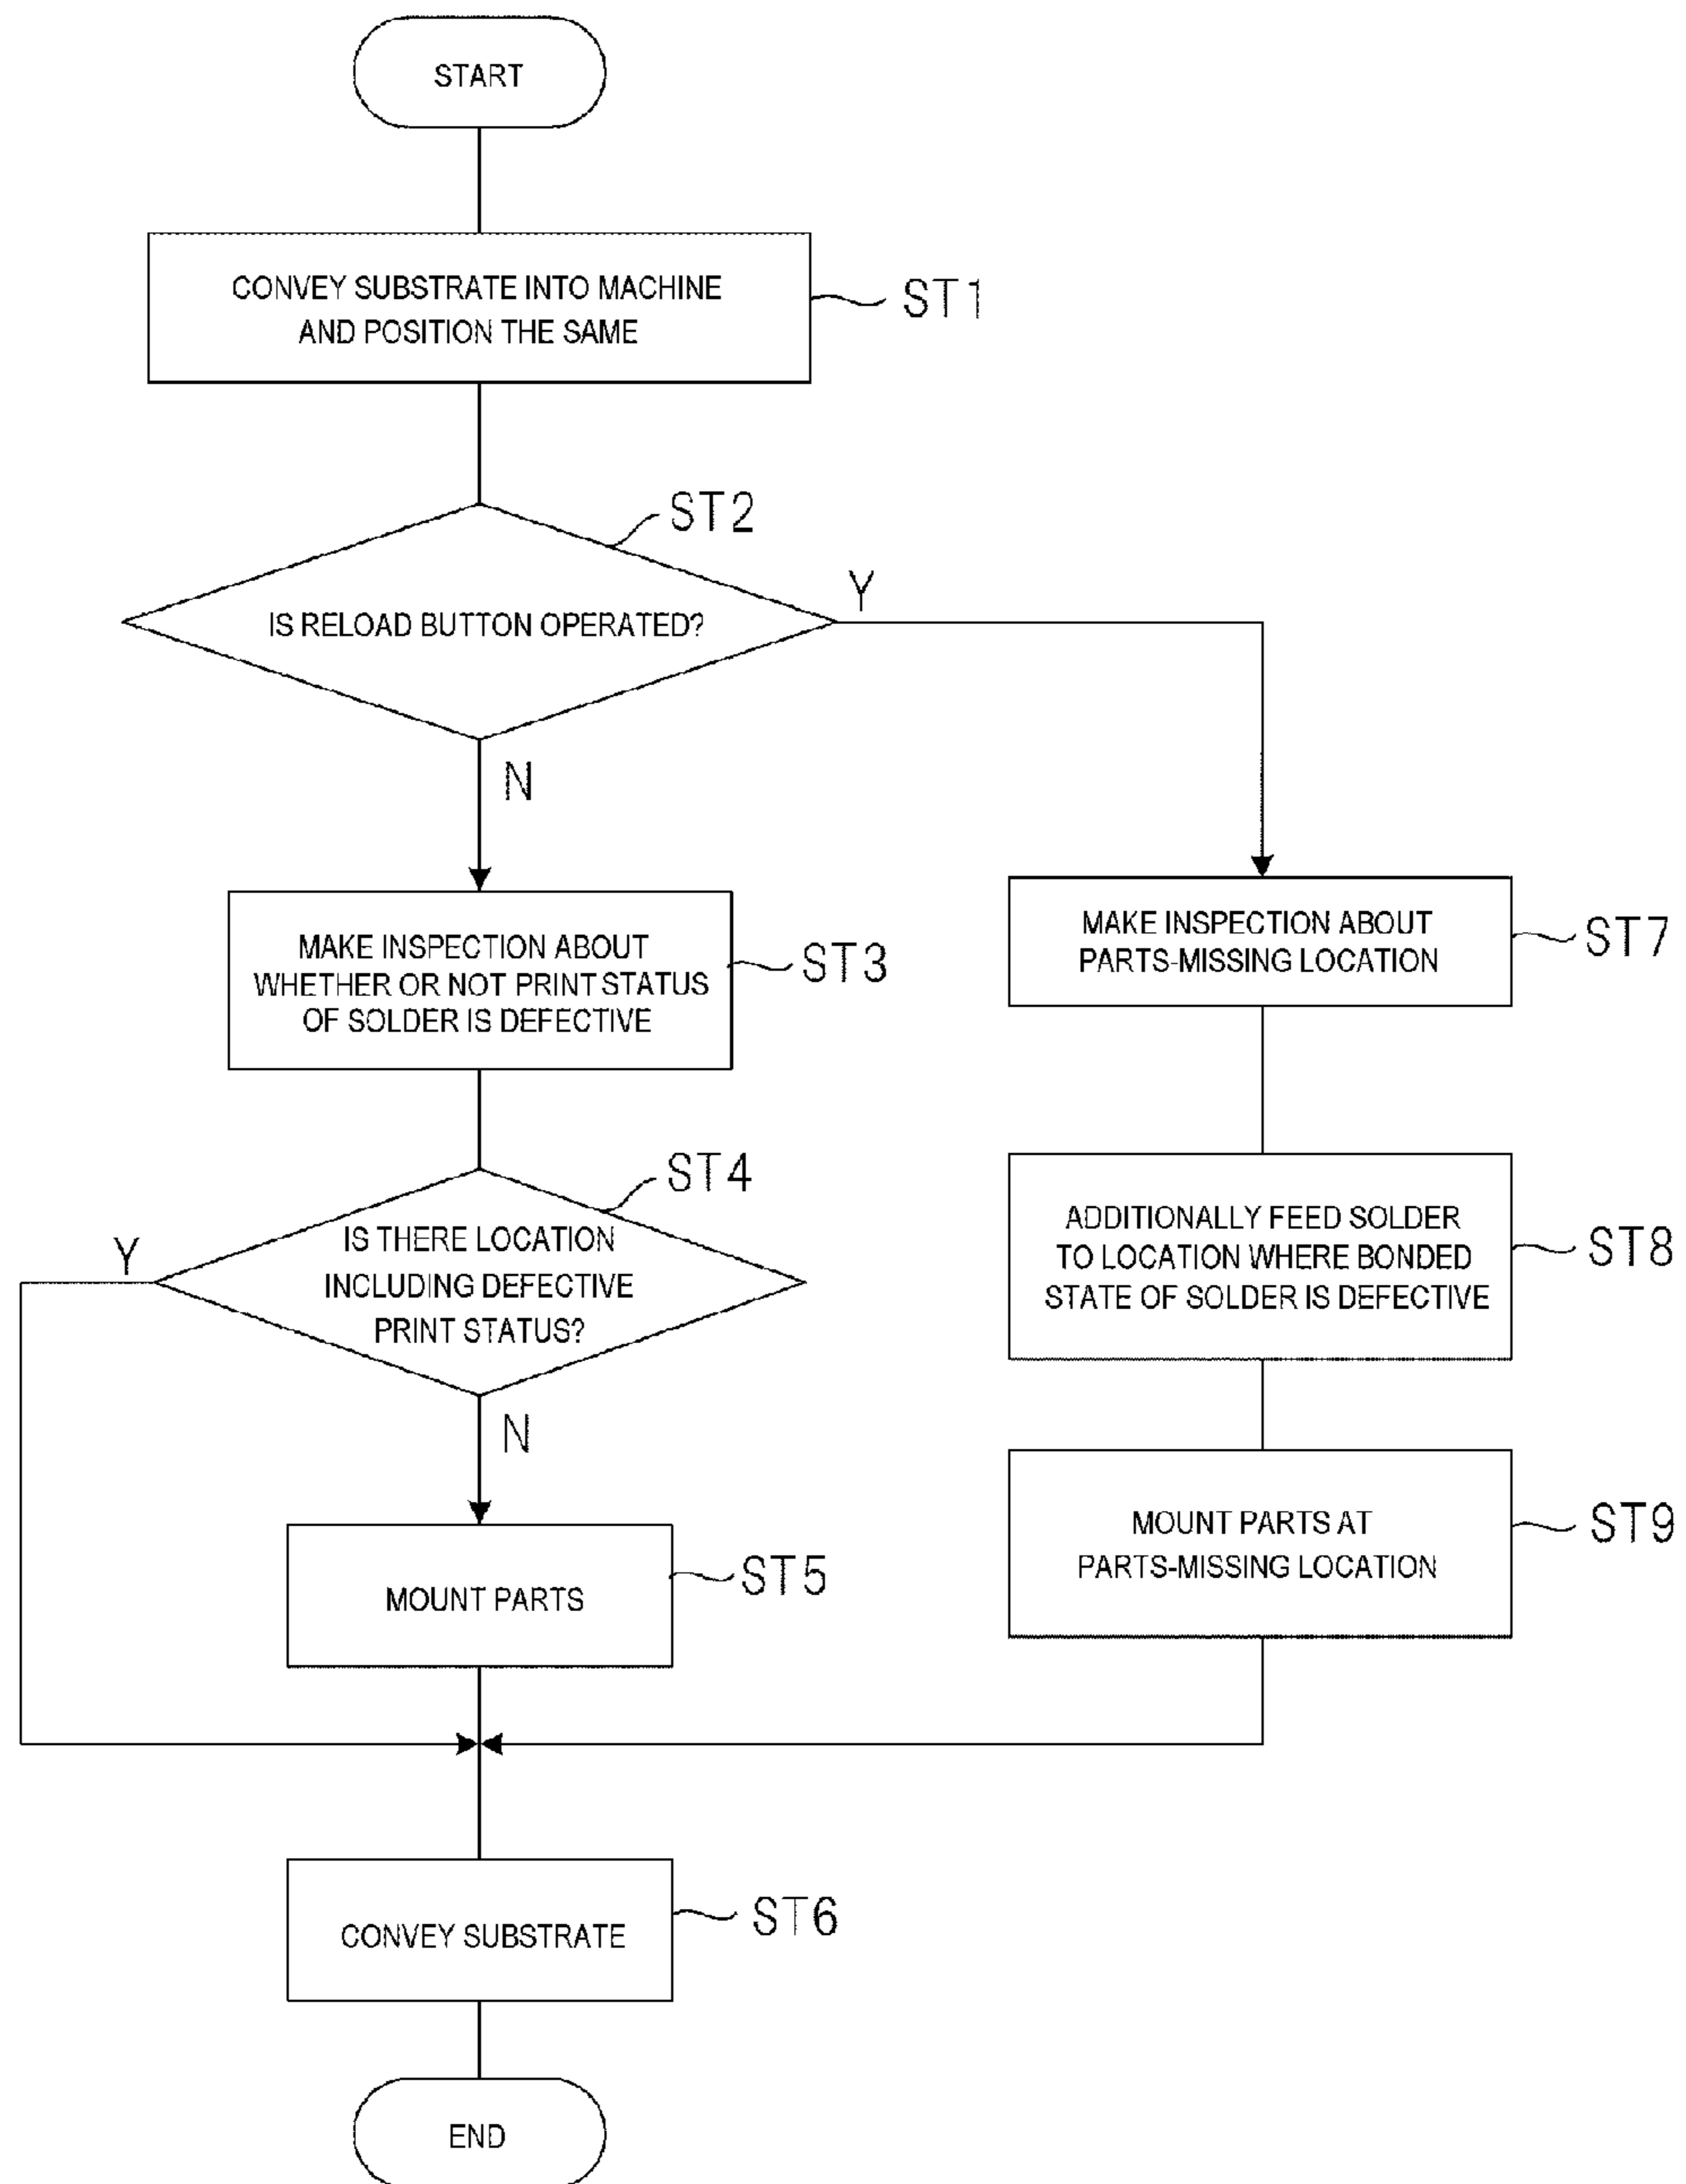 START
CONVEY SUBSTRATE INTO MACHINE
AND POSITION THE SAME
ST1
ST2
IS RELOAD BUTTON OPERATED?
Y
N
MAKE INSPECTION ABOUT
WHETHER OR NOT PRINT STATUS
OF SOLDER IS DEFECTIVE
ST3
MAKE INSPECTION ABOUT
PARTS-MISSING LOCATION
ST7
ST4
IS THERE LOCATION
INCLUDING DEFECTIVE
PRINT STATUS?
Y
N
ADDITIONALLY FEED SOLDER
TO LOCATION WHERE BONDED
STATE OF SOLDER IS DEFECTIVE
ST8
MOUNT PARTS
ST5
MOUNT PARTS AT
PARTS-MISSING LOCATION
ST9
CONVEY SUBSTRATE
ST6
END